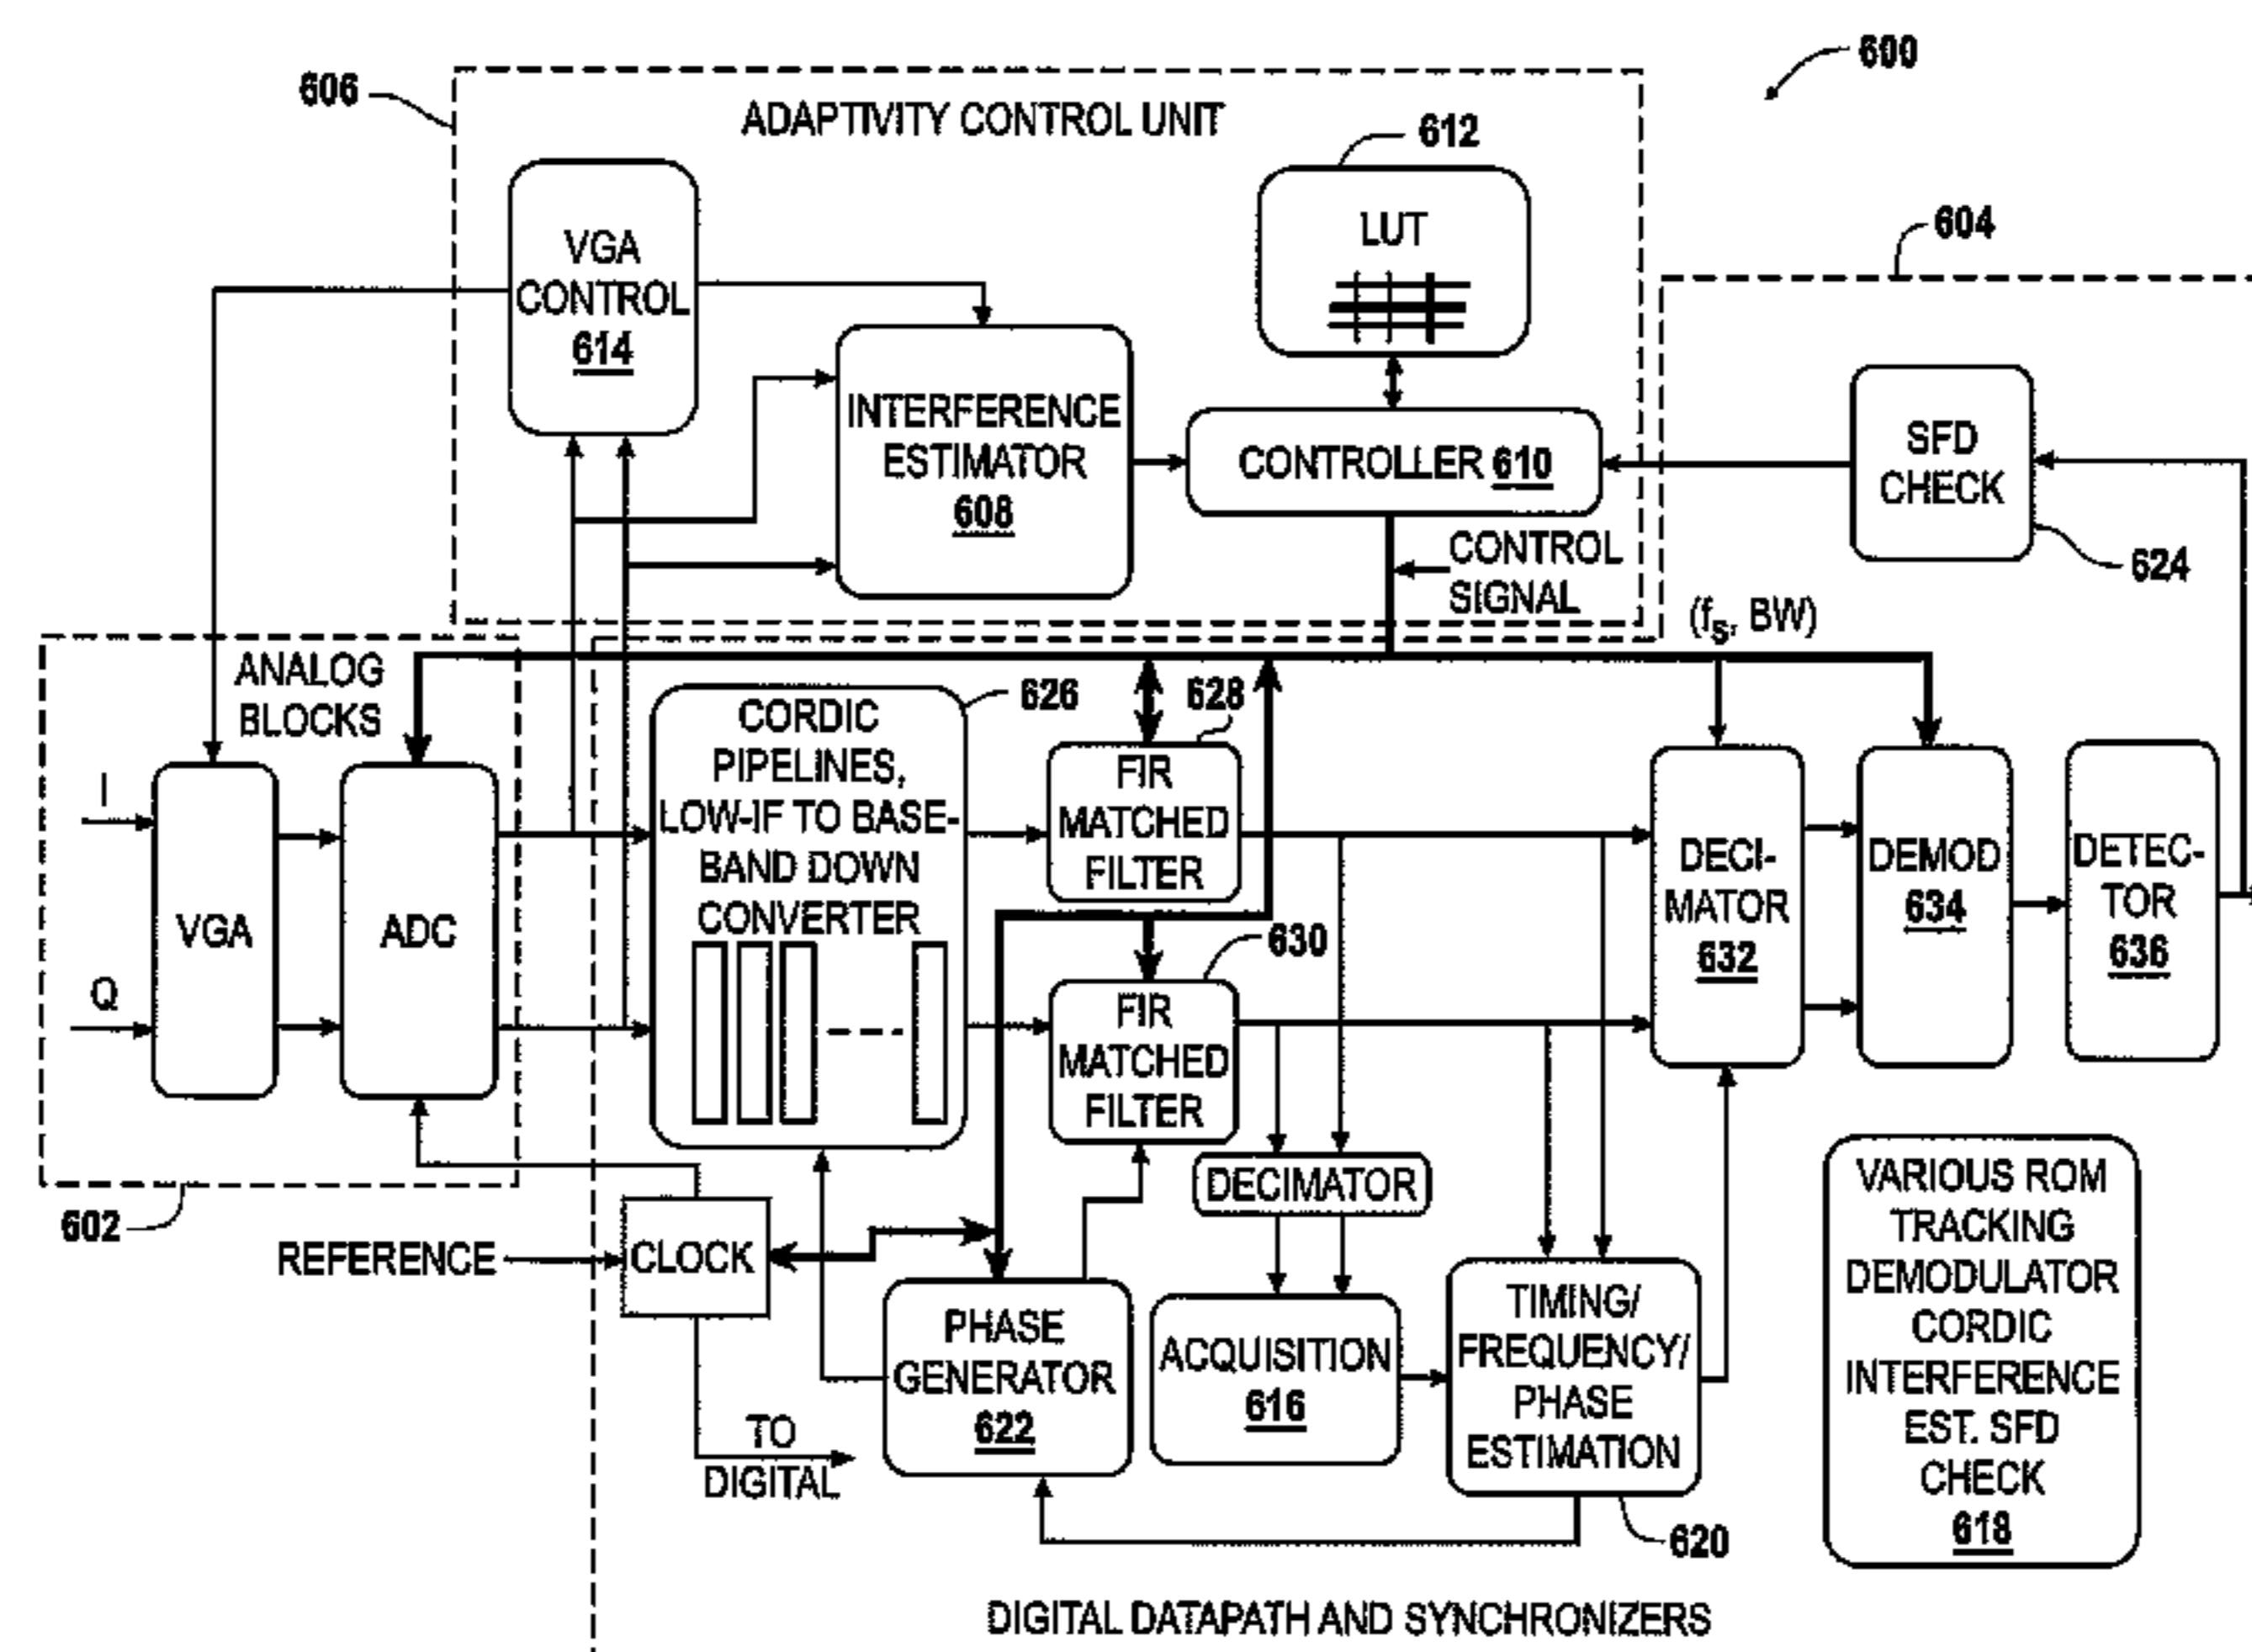 600
606
ADAPTIVITY CONTROL UNIT
612
LUT
604
VGA
CONTROL
614
INTERFERENCE
ESTIMATOR
608
CONTROLLER 610
SFD
CHECK
624
CONTROL
SIGNAL
(fs, BW)
ANALOG
BLOCKS
I
Q
VGA
ADC
602
626
CORDIC
PIPELINES,
LOW-IF TO BASE-
BAND DOWN
CONVERTER
628
FIR
MATCHED
FILTER
630
FIR
MATCHED
FILTER
DECI-
MATOR
632
DEMOD
634
DETEC-
TOR
636
DECIMATOR
REFERENCE
CLOCK
TO
DIGITAL
PHASE
GENERATOR
622
ACQUISITION
616
TIMING/
FREQUENCY/
PHASE
ESTIMATION
620
VARIOUS ROM
TRACKING
DEMODULATOR
CORDIC
INTERFERENCE
EST. SFD
CHECK
618
DIGITAL DATAPATH AND SYNCHRONIZERS